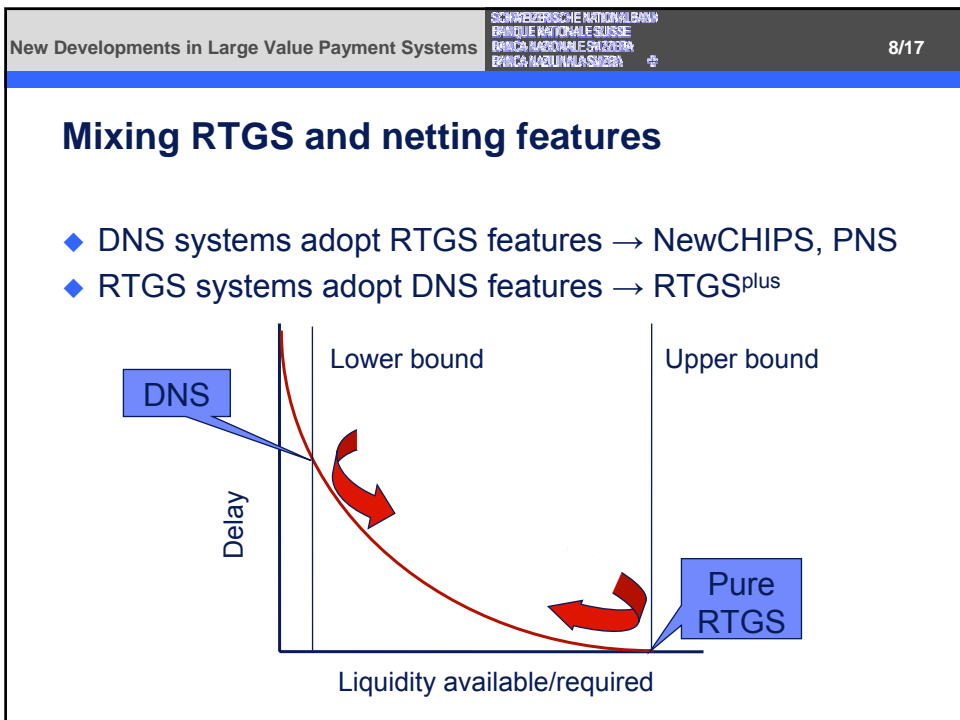 New Developments in Large Value Payment Systems
SCHWEIZERISCHE NATIONALBANK
BANQUE NATIONALE SUISSE
BANCA NAZIONALE SVIZZERA
BANCA NAZIUNALA SVIZRA
8/17
Mixing RTGS and netting features
◆ DNS systems adopt RTGS features → NewCHIPS, PNS
◆ RTGS systems adopt DNS features → RTGSplus
Lower bound
Upper bound
DNS
Delay
Pure
RTGS
Liquidity available/required